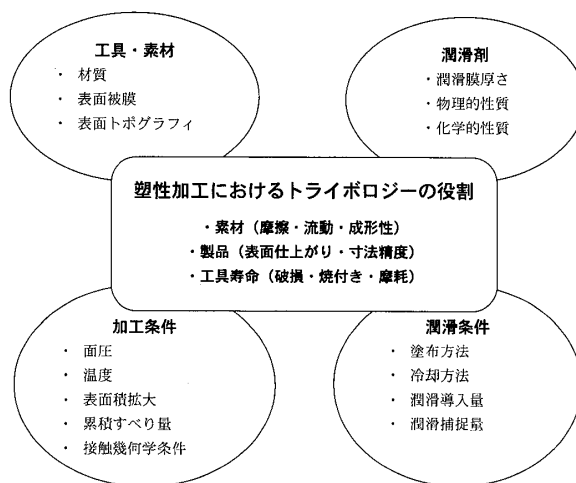 工具・素材
・ 材質
・ 表面被膜
・ 表面トポグラフィ
潤滑剤
・潤滑膜厚さ
・物理的性質
・化学的性質
塑性加工におけるトライボロジーの役割
・素材（摩擦・流動・成形性）
・製品（表面仕上がり・寸法精度）
・工具寿命（破損・焼付き・摩耗）
加工条件
・ 面圧
・ 温度
・ 表面積拡大
・ 累積すべり量
・ 接触幾何学条件
潤滑条件
・ 塗布方法
・ 冷却方法
・ 潤滑導入量
・ 潤滑捕捉量